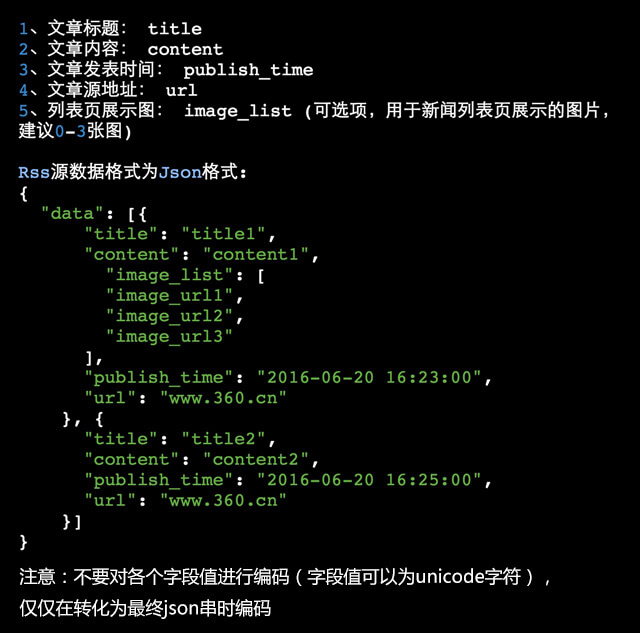 1、文章标题： title
2、文章内容： content
3、文章发表时间： publish_time
4、文章源地址： url
5、列表页展示图： image_list (可选项，用于新闻列表页展示的图片，
建议0-3张图)
Rss源数据格式为Json格式:
{
"data": [{
"title": "title1",
"content": "content1",
"image_list": [
"image_url1",
"image_url2",
"image_url3"
],
"publish_time": "2016-06-20 16:23:00",
"url": "www.360.cn"
}, {
"title": "title2",
"content": "content2",
"publish_time": "2016-06-20 16:25:00",
"url": "www.360.cn"
}]
}
注意：不要对各个字段值进行编码（字段值可以为unicode字符），
仅仅在转化为最终json串时编码